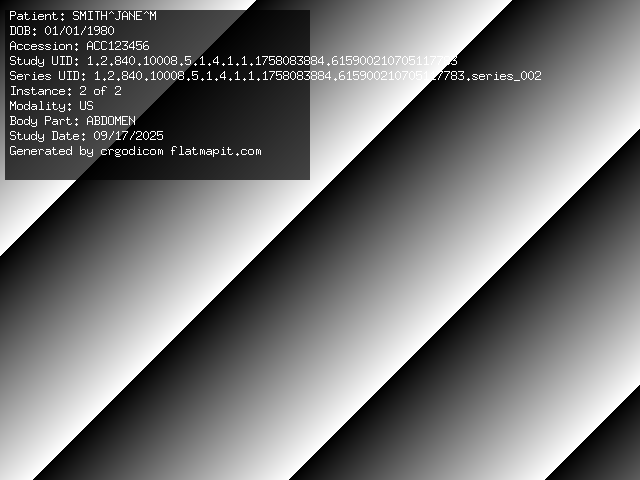 Patient: SMITH^JANE^M
DOB: 01/01/1980
Accession: ACC123456
Study UID: 1.2.840.10008.5.1.4.1.1.1758083884.615900210705117783
Series UID: 1.2.840.10008.5.1.4.1.1.1758083884.615900210705117783.series_002
Instance: 2 of 2
Modality: US
Body Part: ABDOMEN
Study Date: 09/17/2025
Generated by crgodicom flatmapit.com